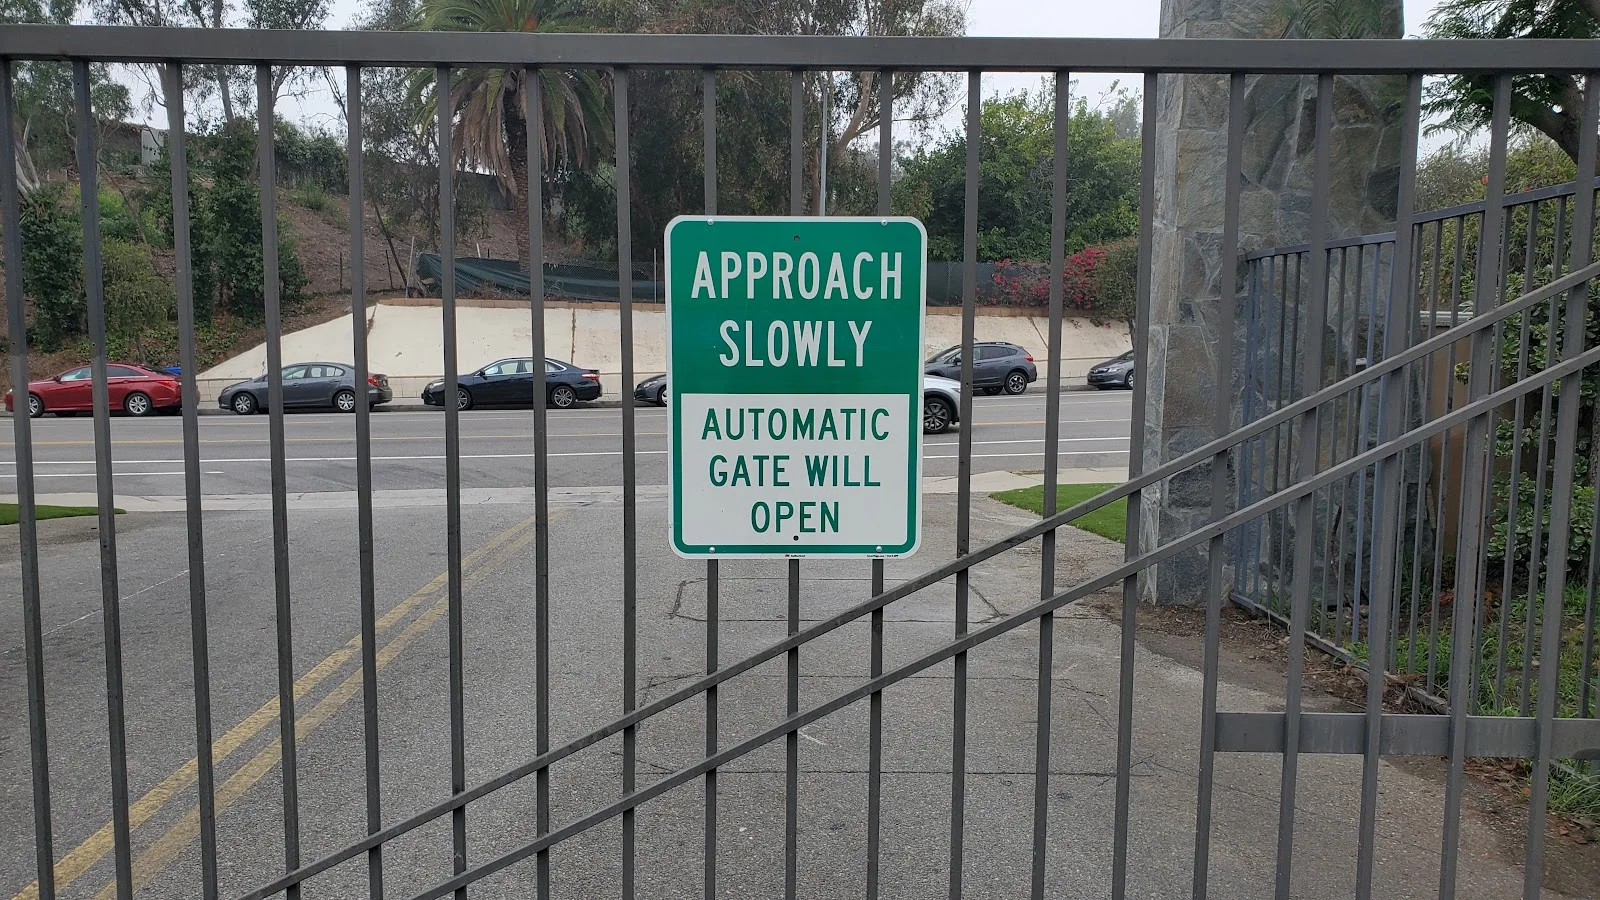 APPROACH
SLOWLY
AUTOMATIC
GATE WILL
OPEN